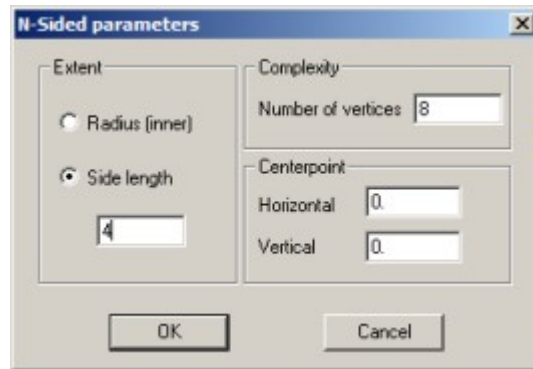 N-Sided parameters
Extent
Radius (inner)
Side length
4
Complexity
Number of vertices 8
Centerpoint
Horizontal 0.
Vertical 0.
OK Cancel